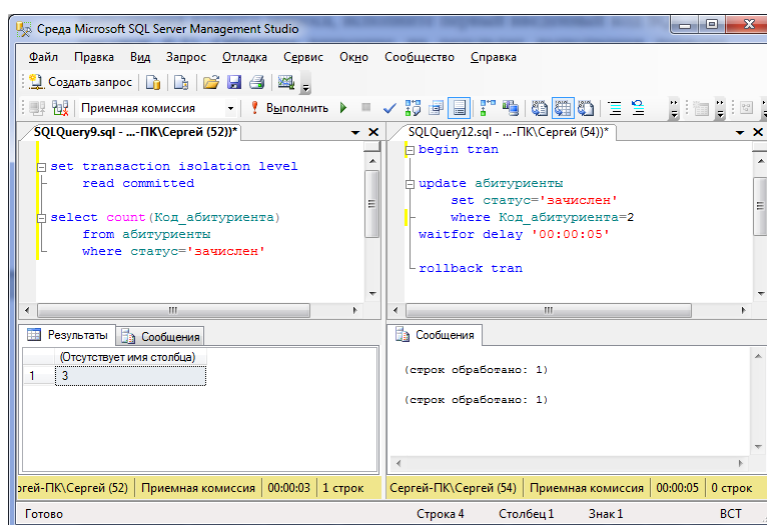 Среда Microsoft SQL Server Management Studio
Файл Правка Вид Запрос Отладка Сервис Окно Сообщество Справка
Создать запрос
Приемная комиссия Выполнить
SQLQuery9.sql - ...-ПК\Сергей (52))*
set transaction isolation level
read committed
select count(Код_абитуриента)
from абитуриенты
where статус='зачислен'
Результаты Сообщения
(Отсутствует имя столбца)
1 3
ргей-ПК\Сергей (52) Приемная комиссия 00:00:03 1 строк
SQLQuery12.sql - ...-ПК\Сергей (54))*
begin tran
update абитуриенты
set статус='зачислен'
where Код_абитуриента=2
waitfor delay '00:00:05'
rollback tran
Сообщения
(строк обработано: 1)
(строк обработано: 1)
Сергей-ПК\Сергей (54) Приемная комиссия 00:00:05 0 строк
Готово Строка 4 Столбец 1 Знак 1 ВСТ